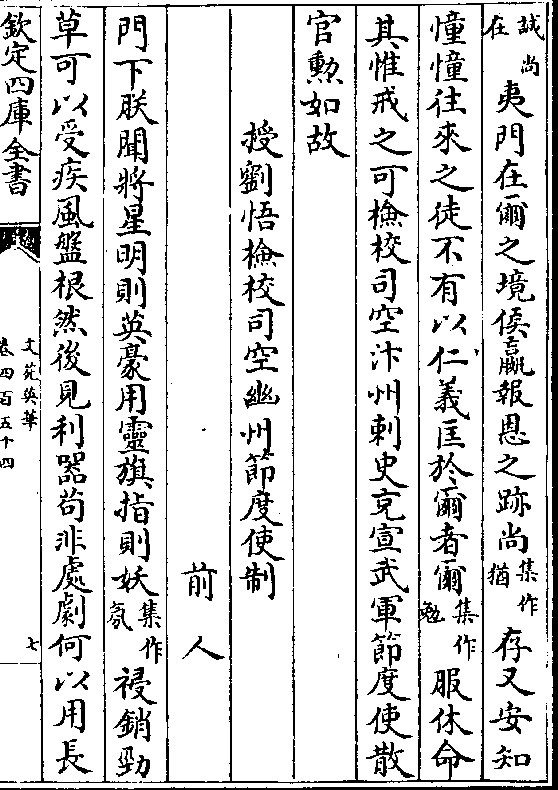 誠尚在夷門在爾之境侯嬴報恩之跡尚集作猶存又安知
憧憧往來之徒不有以仁義匡於爾者爾集作勉服休命
其惟戒之可檢校司空汴州刺史充宣武軍節度使散
官勲如故
授劉悟檢校司空幽州節度使制
前人
門下朕聞將星明則英豪用靈旗指則妖集作氛祲銷勁
草可以受疾風盤根然後見利器苟非處劇何以用長
欽定四庫全書
文苑英華
卷四百五十四
七